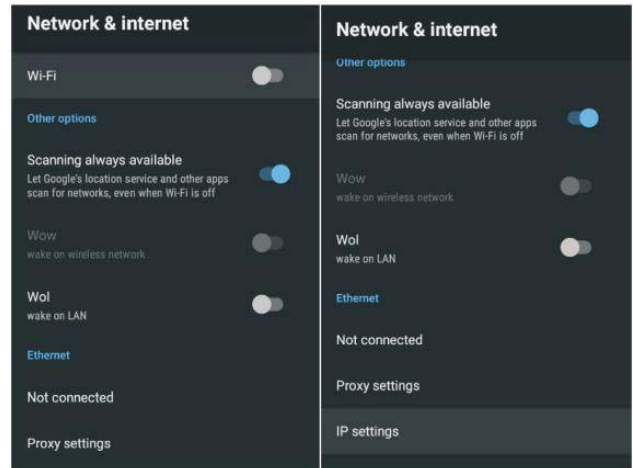 Network & internet
Wi-Fi
Other options
Scanning always available
Let Google's location service and other apps
scan for networks, even when Wi-Fi is off
Wow
wake on wireless network
Wol
wake on LAN
Ethernet
Not connected
Proxy settings
Network & internet
Other options
Scanning always available
Let Google's location service and other apps
scan for networks, even when Wi-Fi is off
Wow
wake on wireless network
Wol
wake on LAN
Ethernet
Not connected
Proxy settings
IP settings